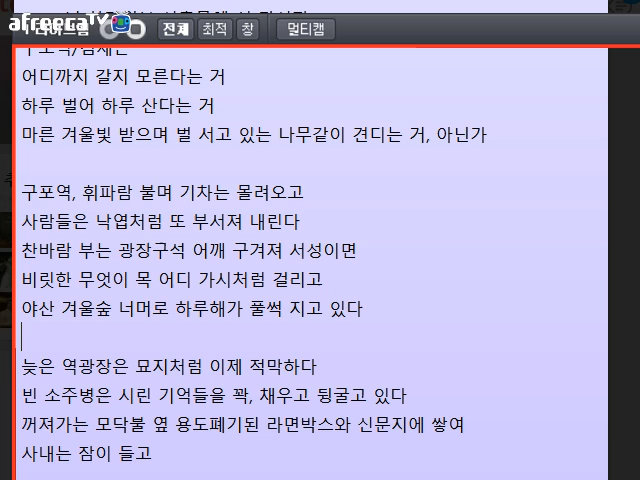 afreecaTV
전체 최적 창 멀티캠
어디까지 갈지 모른다는 거
하루 벌어 하루 산다는 거
마른 겨울빛 받으며 벌 서고 있는 나무같이 견디는 거, 아닌가
구포역, 휘파람 불며 기차는 몰려오고
사람들은 낙엽처럼 또 부서져 내린다
찬바람 부는 광장구석 어깨 구겨져 서성이면
비릿한 무엇이 목 어디 가시처럼 걸리고
야산 겨울숲 너머로 하루해가 풀썩 지고 있다
늦은 역광장은 묘지처럼 이제 적막하다
빈 소주병은 시린 기억들을 꽉, 채우고 뒹굴고 있다
꺼져가는 모닥불 옆 용도폐기된 라면박스와 신문지에 쌓여
사내는 잠이 들고